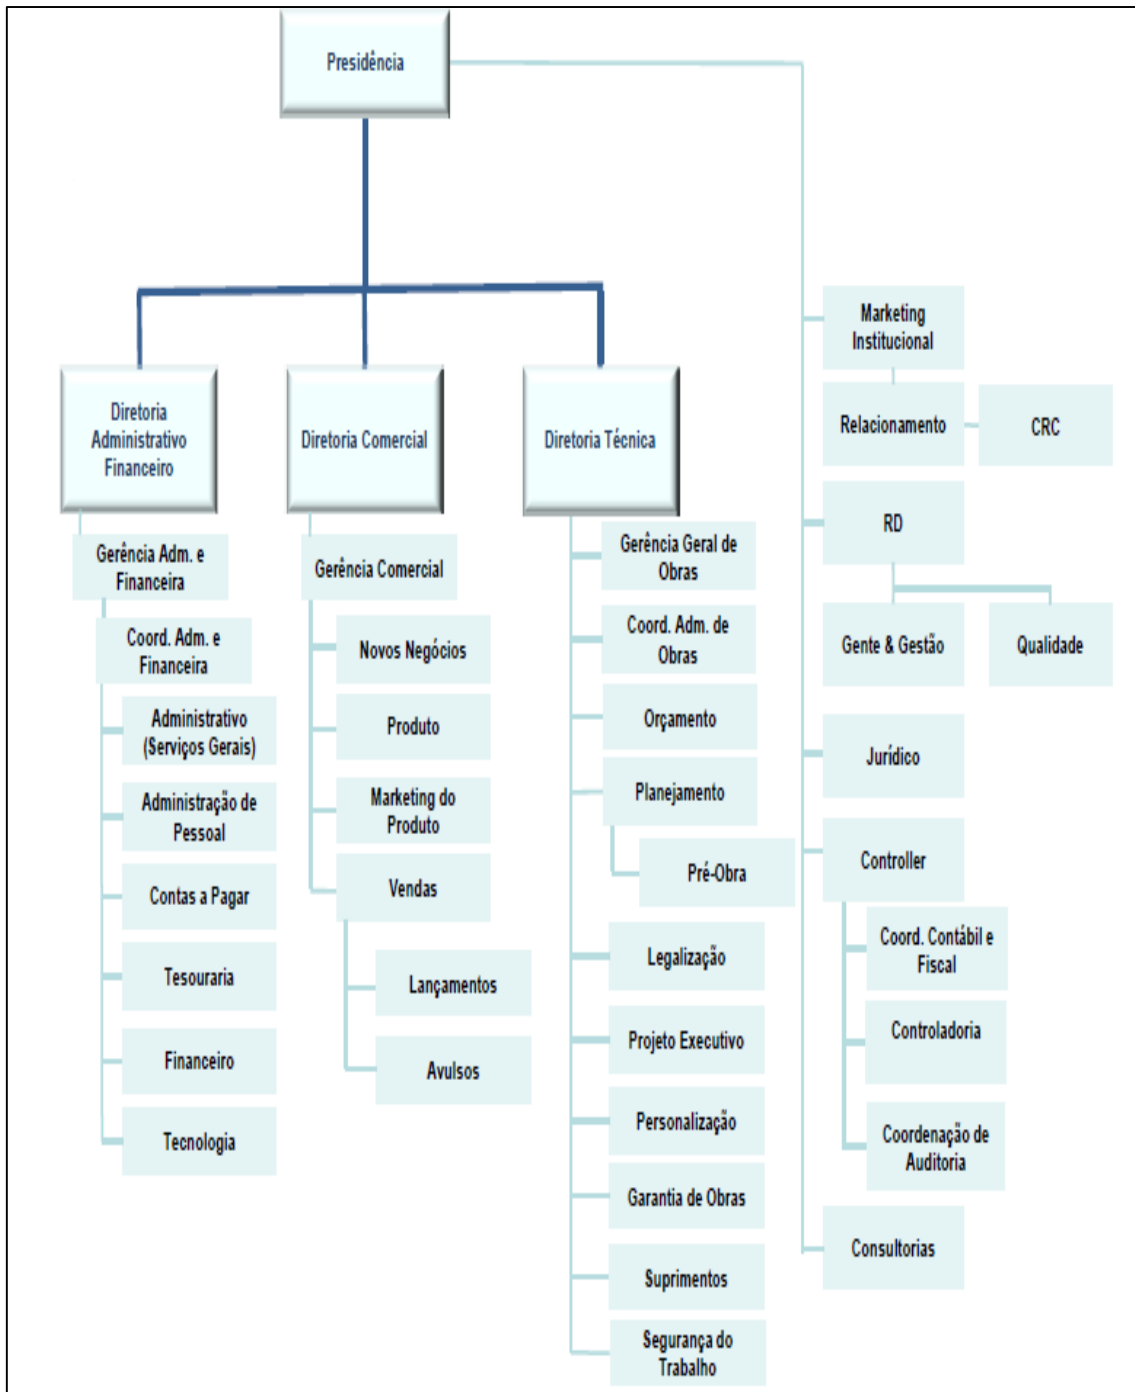 Presidência
Diretoria
Administrativo
Financeiro
Gerência Adm. e
Financeira
Coord. Adm. e
Financeira
Administrativo
(Serviços Gerais)
Administração de
Pessoal
Contas a Pagar
Tesouraria
Financeiro
Tecnologia
Diretoria Comercial
Gerência Comercial
Novos Negócios
Produto
Marketing do
Produto
Vendas
Lançamentos
Avulsos
Diretoria Técnica
Gerência Geral de
Obras
Coord. Adm. de
Obras
Orçamento
Planejamento
Pré-Obra
Legalização
Projeto Executivo
Personalização
Garantia de Obras
Suprimentos
Segurança do
Trabalho
Marketing
Institucional
Relacionamento
CRC
RD
Gente & Gestão
Qualidade
Jurídico
Controller
Coord. Contábil e
Fiscal
Controladoria
Coordenação de
Auditoria
Consultorias